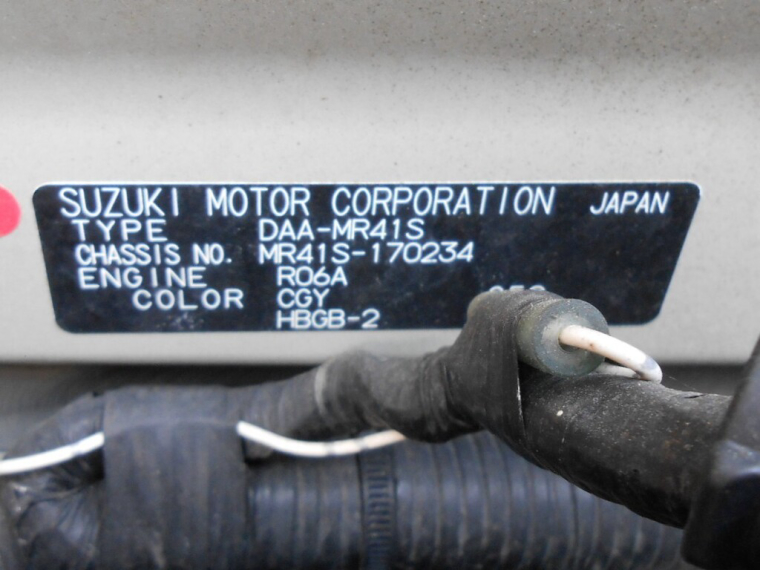 SUZUKI MOTOR CORPORATION JAPAN
TYPE DAA-MR41S
CHASSIS NO. MR41S-170234
ENGINE R06A
COLOR CGY
HBGB-2